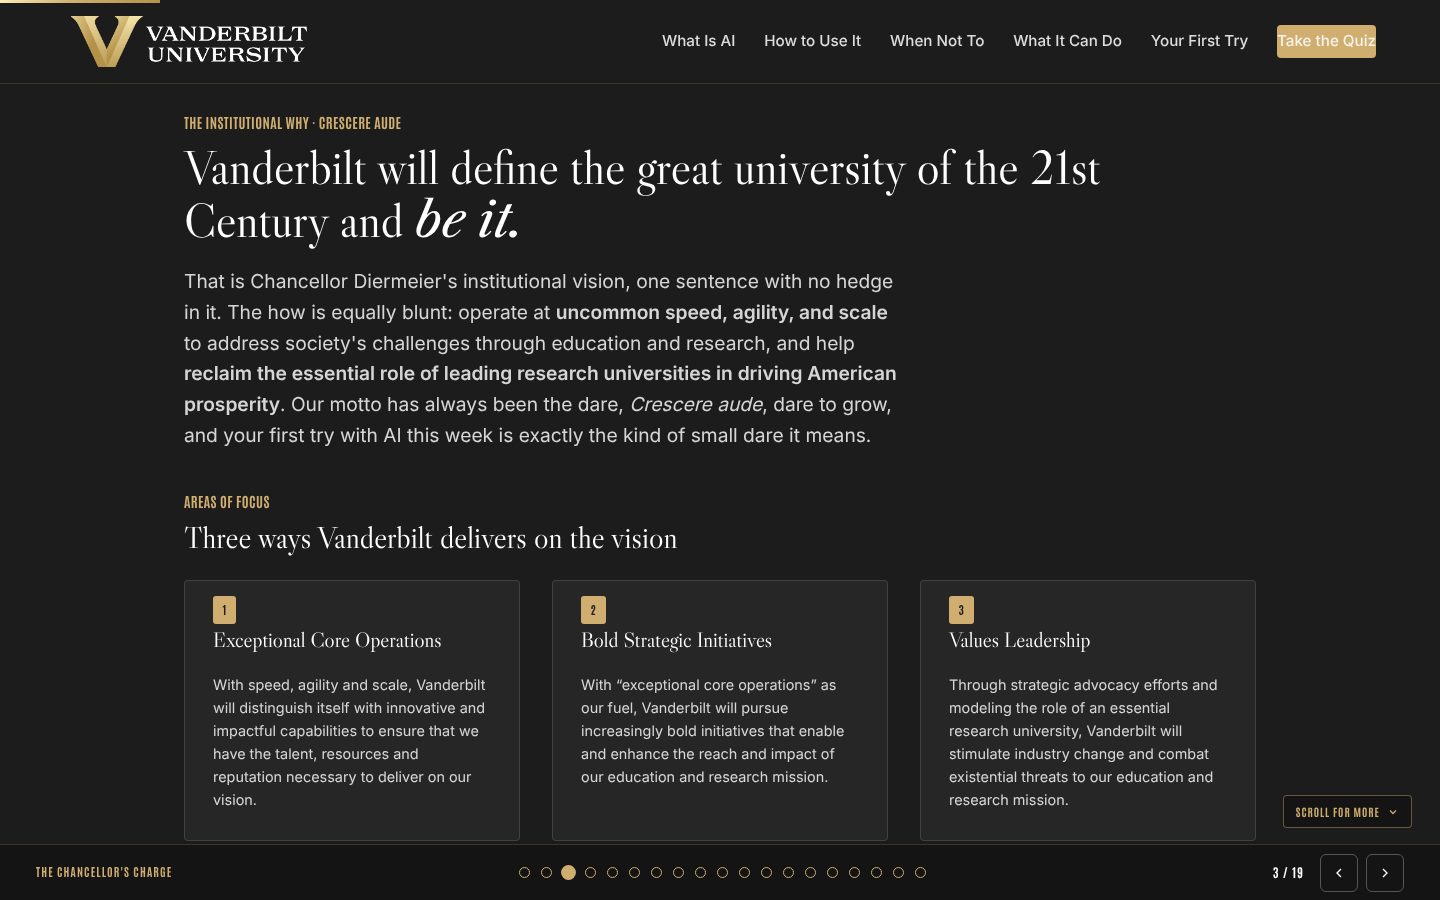 VANDERBILT
UNIVERSITY
What Is AI
How to Use It
When Not To
What It Can Do
Your First Try
Take the Quiz
THE INSTITUTIONAL WHY · CRESCERE AUDE
Vanderbilt will define the great university of the 21st
Century and be it.
That is Chancellor Diermeier's institutional vision, one sentence with no hedge
in it. The how is equally blunt: operate at uncommon speed, agility, and scale
to address society's challenges through education and research, and help
reclaim the essential role of leading research universities in driving American
prosperity. Our motto has always been the dare, Crescere aude, dare to grow,
and your first try with AI this week is exactly the kind of small dare it means.
AREAS OF FOCUS
Three ways Vanderbilt delivers on the vision
1
Exceptional Core Operations
With speed, agility and scale, Vanderbilt
will distinguish itself with innovative and
impactful capabilities to ensure that we
have the talent, resources and
reputation necessary to deliver on our
vision.
2
Bold Strategic Initiatives
With “exceptional core operations” as
our fuel, Vanderbilt will pursue
increasingly bold initiatives that enable
and enhance the reach and impact of
our education and research mission.
3
Values Leadership
Through strategic advocacy efforts and
modeling the role of an essential
research university, Vanderbilt will
stimulate industry change and combat
existential threats to our education and
research mission.
SCROLL FOR MORE
THE CHANCELLOR'S CHARGE
3 / 19